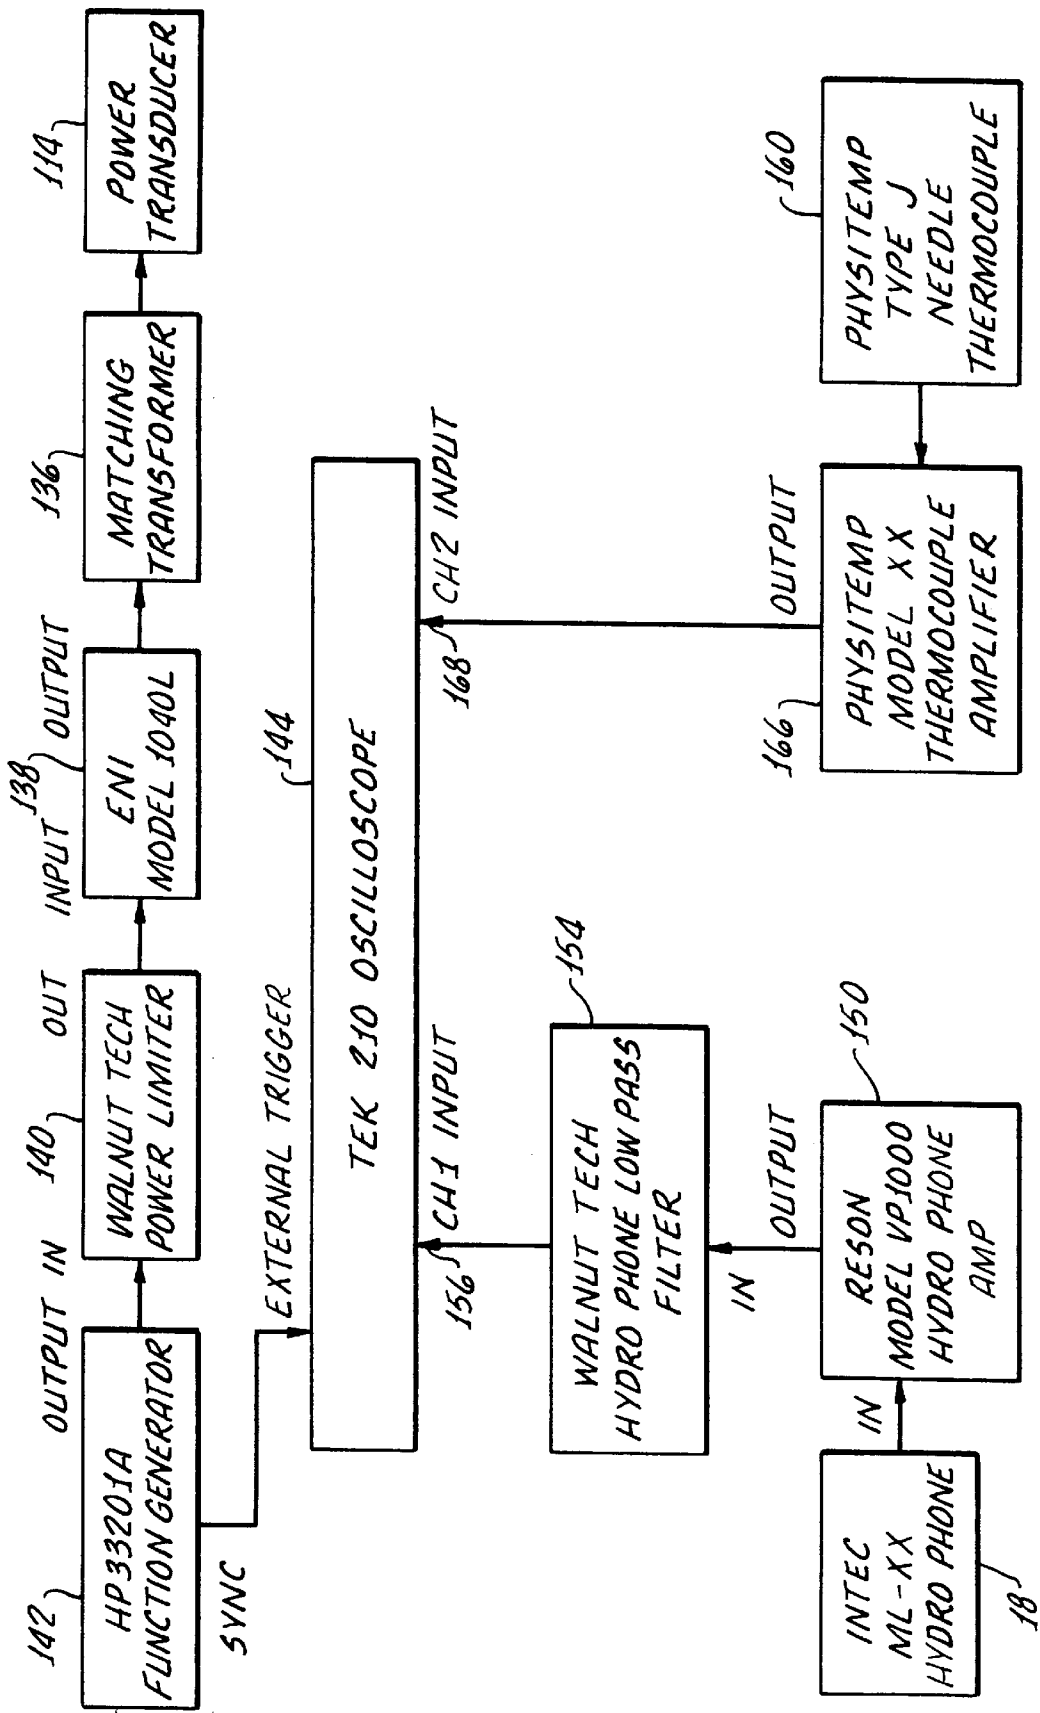 142
HP33201A
FUNCTION GENERATOR
OUTPUT
IN
140
WALNUT TECH
POWER LIMITER
OUT
INPUT
138
ENI
MODEL 1040L
OUTPUT
136
MATCHING
TRANSFORMER
114
POWER
TRANSDUCER
SYNC
EXTERNAL TRIGGER
144
TEK 210 OSCILLOSCOPE
156
CH1 INPUT
168
CH2 INPUT
154
WALNUT TECH
HYDRO PHONE LOW PASS
FILTER
IN
OUTPUT
150
RESON
MODEL VP1000
HYDRO PHONE
AMP
IN
INTEC
ML-XX
HYDRO PHONE
18
OUTPUT
166
PHYSITEMP
MODEL XX
THERMOCOUPLE
AMPLIFIER
160
PHYSITEMP
TYPE J
NEEDLE
THERMOCOUPLE